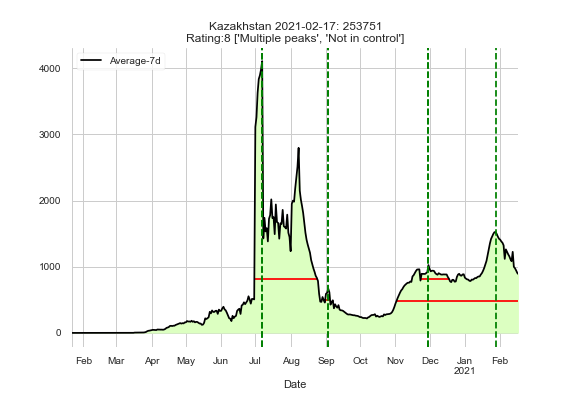 Kazakhstan 2021-02-17: 253751
Rating:8 ['Multiple peaks', 'Not in control']
Average-7d
4000
3000
2000
1000
0
Feb Mar Apr May Jun Jul Aug Sep Oct Nov Dec Jan Feb
2021
Date